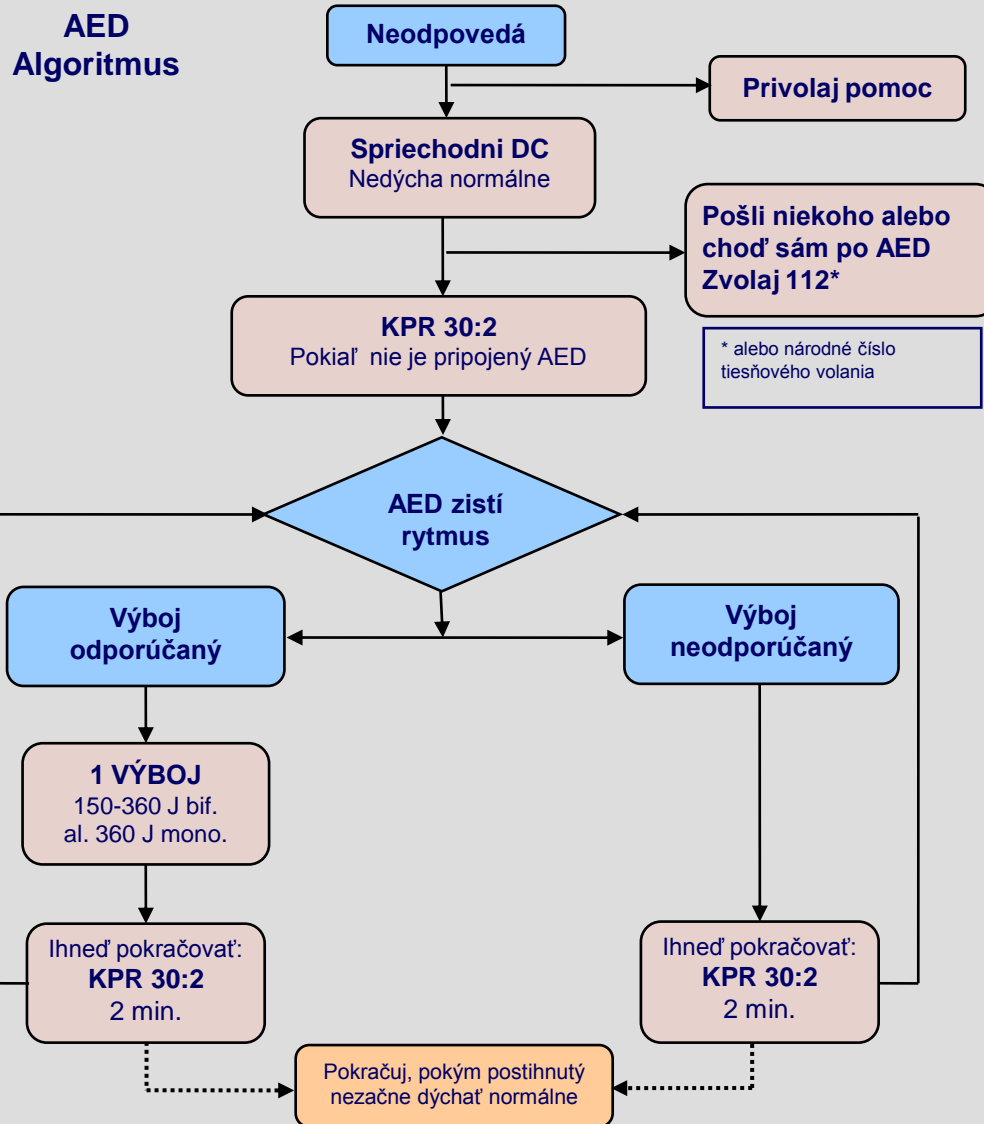 AED
Algoritmus
Neodpovedá
Privolaj pomoc
Spriechodni DC
Nedýcha normálne
Pošli niekoho alebo
choď sám po AED
Zvolaj 112*
KPR 30:2
Pokiaľ nie je pripojený AED
* alebo národné číslo
tiesňového volania
AED zistí
rytmus
Výboj
odporúčaný
Výboj
neodporúčaný
1 VÝBOJ
150-360 J bif.
al. 360 J mono.
Ihneď pokračovať:
KPR 30:2
2 min.
Ihneď pokračovať:
KPR 30:2
2 min.
Pokračuj, pokým postihnutý
nezačne dýchať normálne